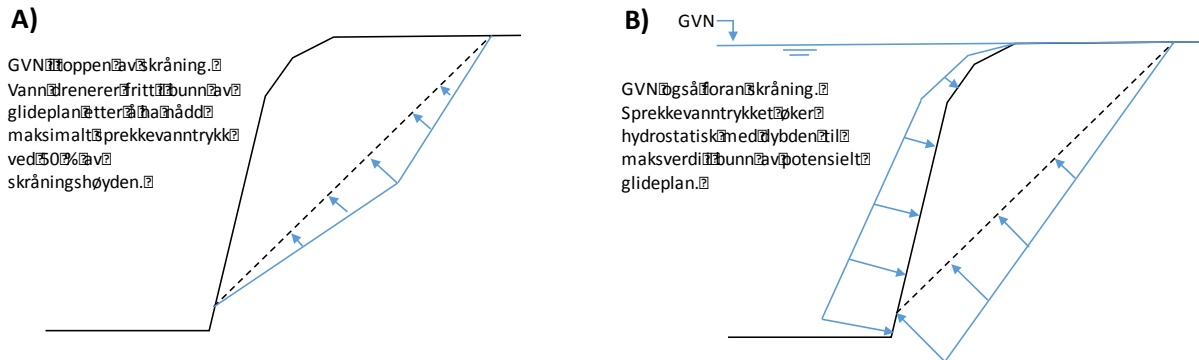 A)
GVN i toppen av skråning.
Vann drenerer fritt i bunn av
glideplan etter å ha nådd
maksimalt sprekkevanntrykk
ved 50 % av
skråningshøyden.
B)
GVN
GVN også foran skråning.
Sprekkevanntrykket øker
hydrostatisk med dybden til
maksverdi i bunn av potensielt
glideplan.